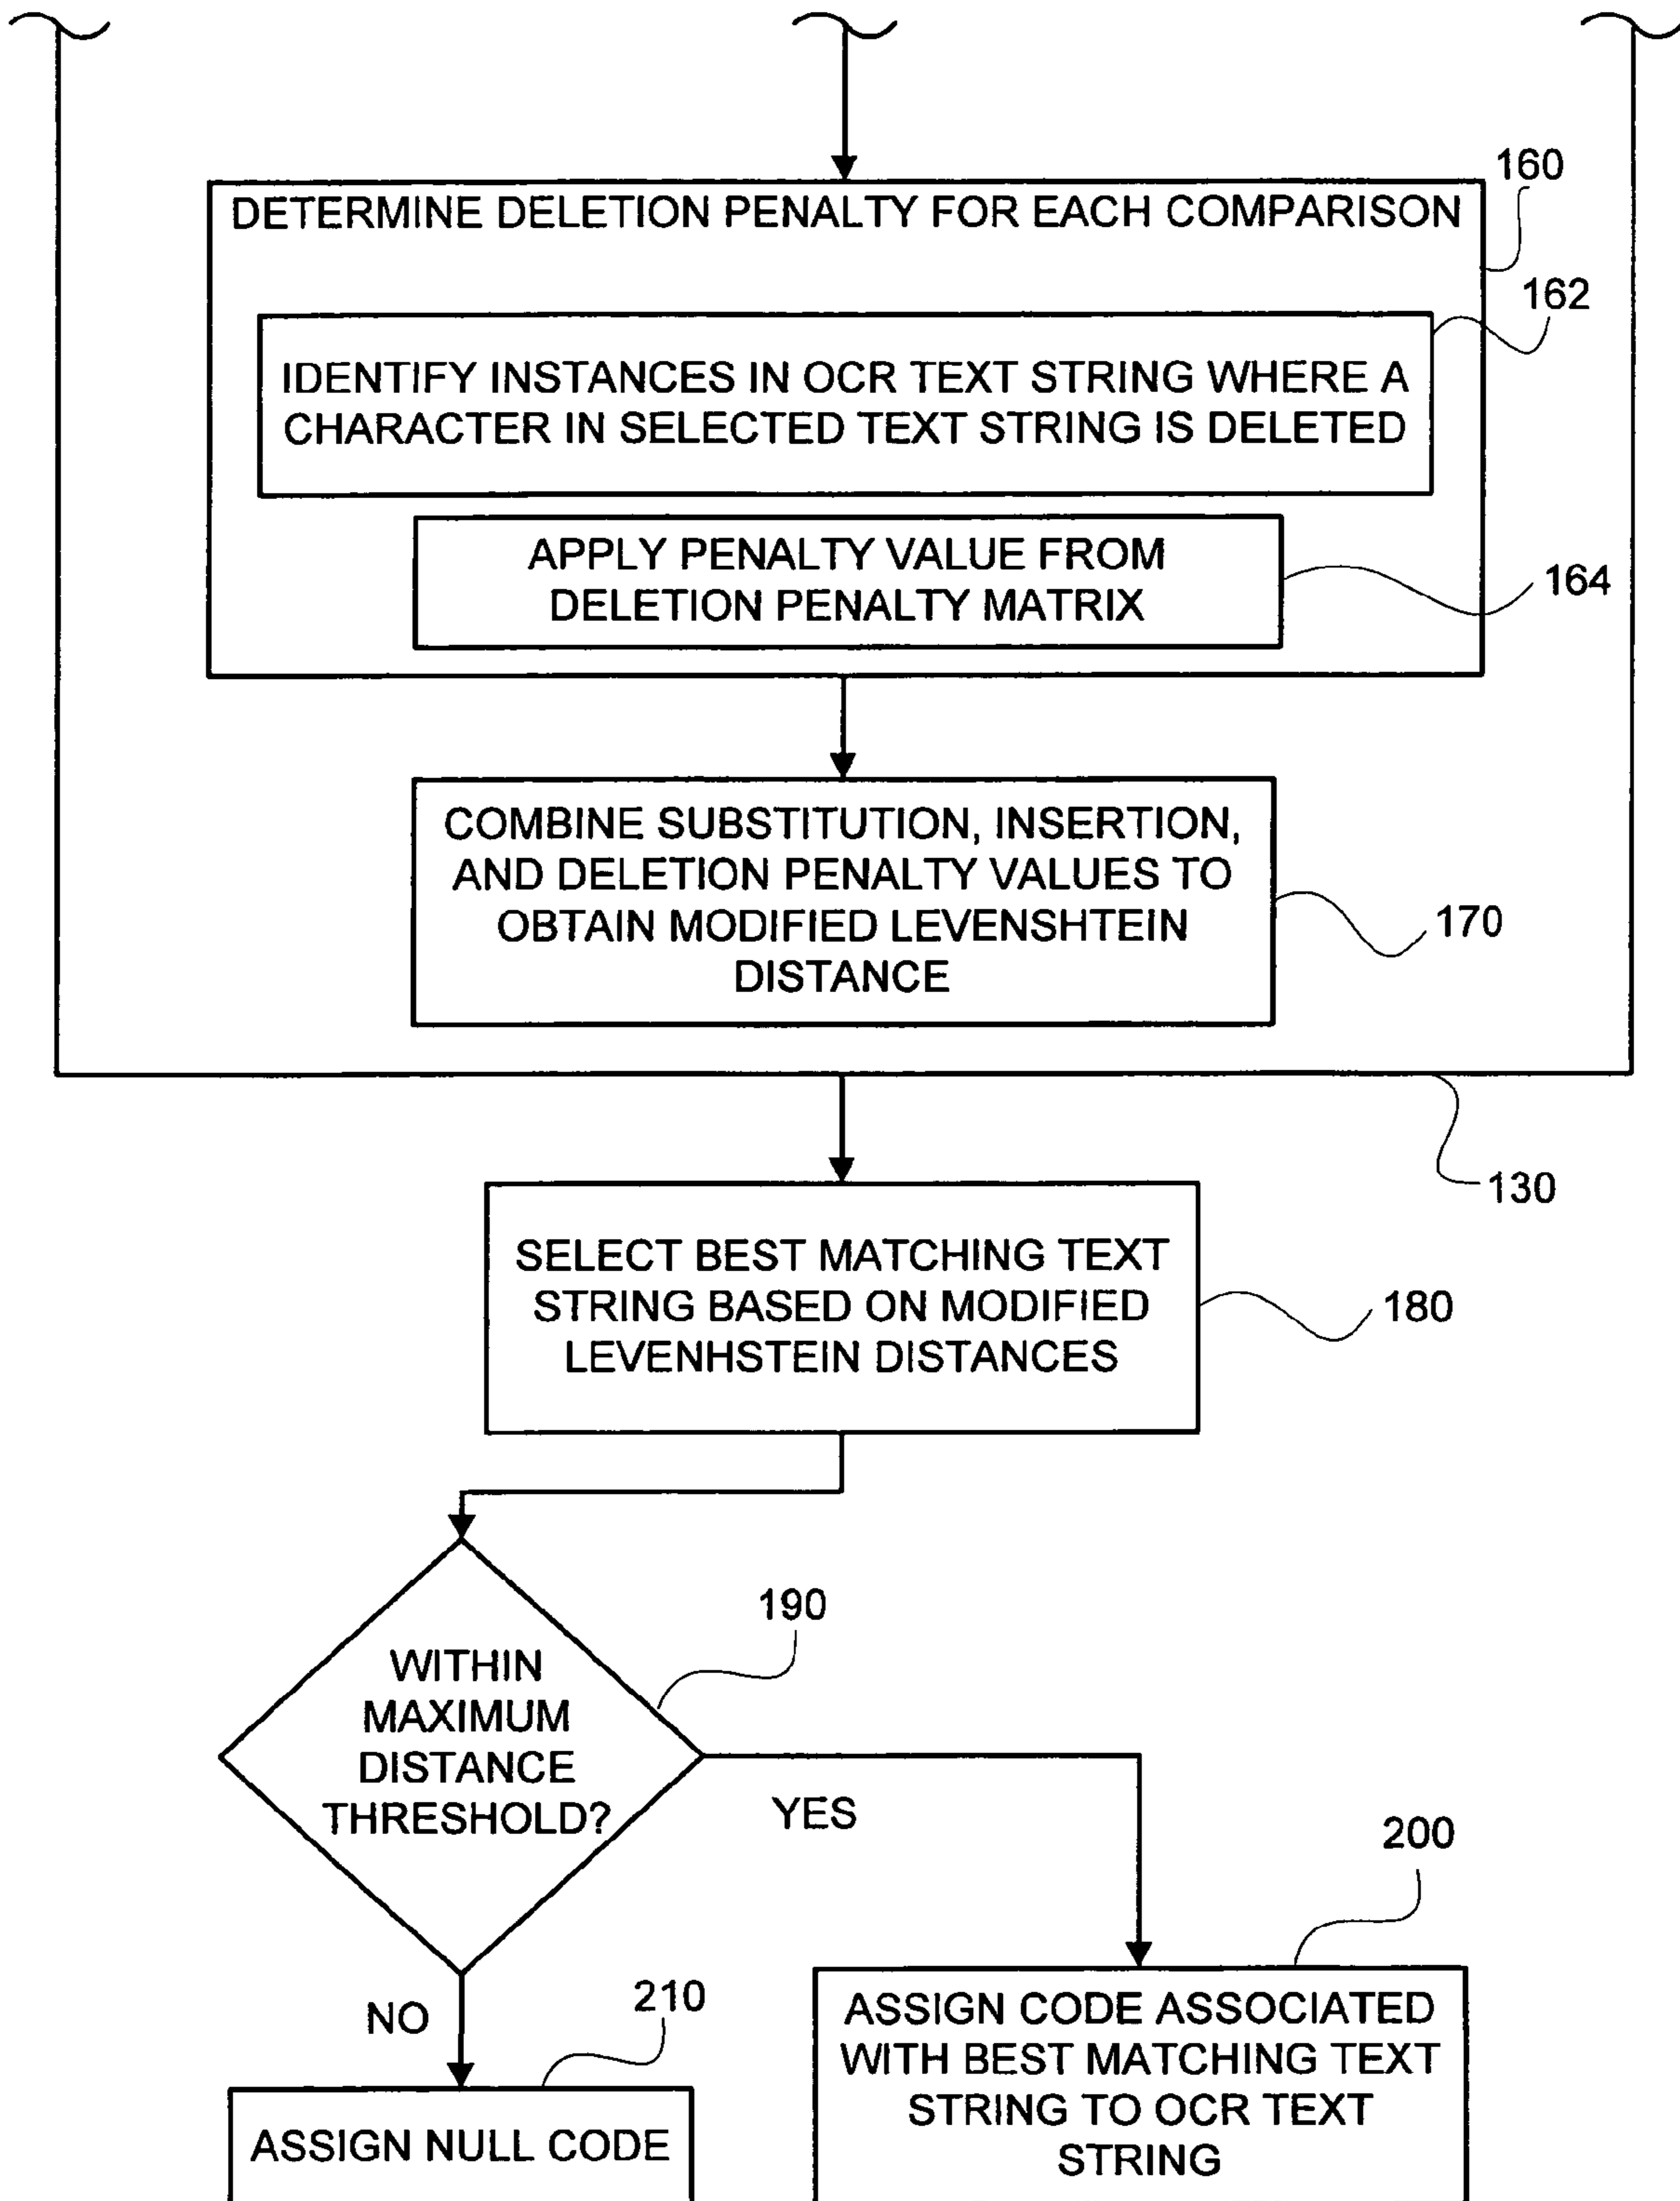 160
DETERMINE DELETION PENALTY FOR EACH COMPARISON
162
IDENTIFY INSTANCES IN OCR TEXT STRING WHERE A
CHARACTER IN SELECTED TEXT STRING IS DELETED
APPLY PENALTY VALUE FROM
DELETION PENALTY MATRIX
164
COMBINE SUBSTITUTION, INSERTION,
AND DELETION PENALTY VALUES TO
OBTAIN MODIFIED LEVENSHTEIN
DISTANCE
170
130
SELECT BEST MATCHING TEXT
STRING BASED ON MODIFIED
LEVENHSTEIN DISTANCES
180
190
WITHIN
MAXIMUM
DISTANCE
THRESHOLD?
YES
200
NO
210
ASSIGN NULL CODE
ASSIGN CODE ASSOCIATED
WITH BEST MATCHING TEXT
STRING TO OCR TEXT
STRING